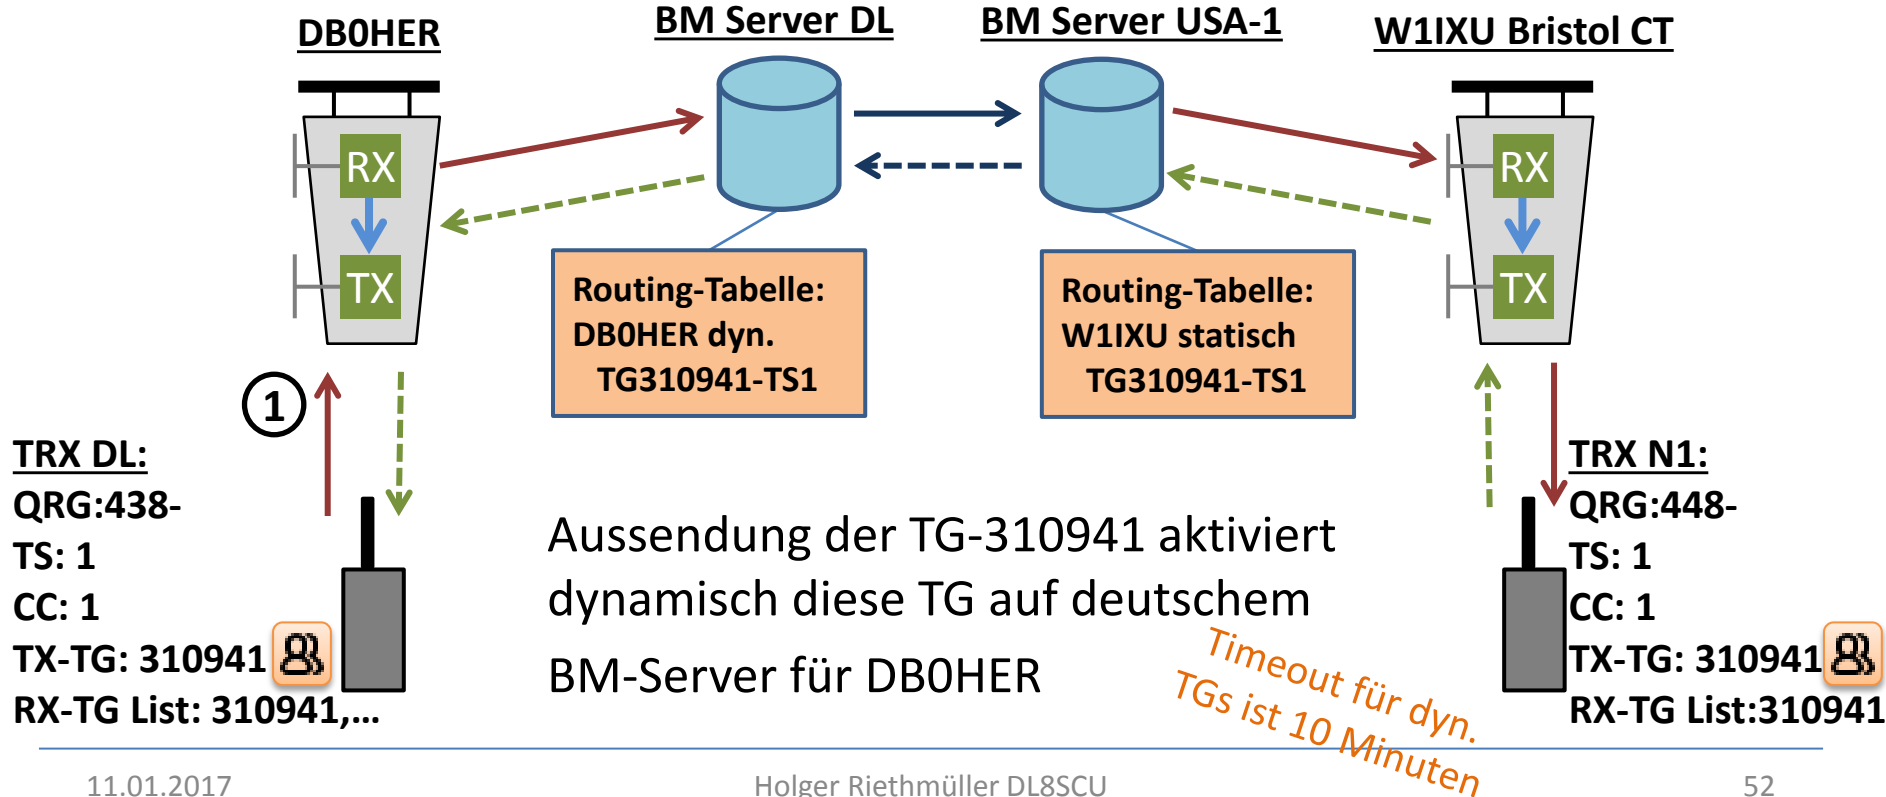 DB0HER
BM Server DL
BM Server USA-1
W1IXU Bristol CT
RX
TX
RX
TX
Routing-Tabelle:
DB0HER dyn.
TG310941-TS1
Routing-Tabelle:
W1IXU statisch
TG310941-TS1
1
TRX DL:
QRG:438-
TS: 1
CC: 1
TX-TG: 310941
RX-TG List: 310941,...
TRX N1:
QRG:448-
TS: 1
CC: 1
TX-TG: 310941
RX-TG List:310941
Aussendung der TG-310941 aktiviert
dynamisch diese TG auf deutschem
BM-Server für DB0HER
Timeout für dyn.
TGs ist 10 Minuten
11.01.2017
Holger Riethmüller DL8SCU
52